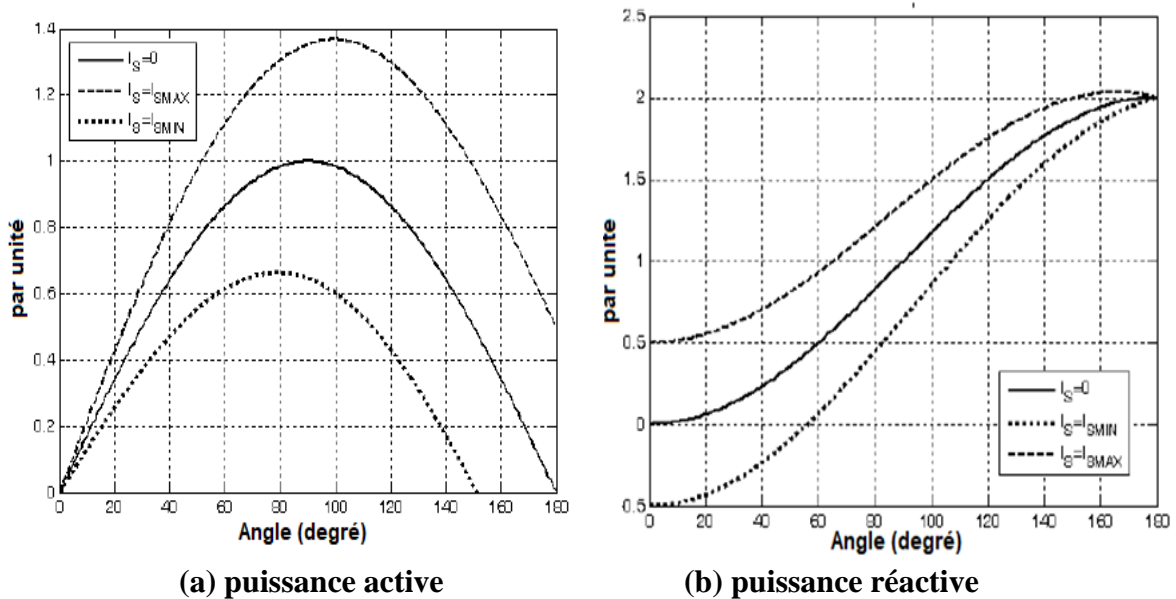 1.4
1.2
1
0.8
0.6
0.4
0.2
0
I_S=0
I_S=I_SMAX
I_S=I_SMIN
par unité
0 20 40 60 80 100 120 140 160 180
Angle (degré)
(a) puissance active
2.5
2
1.5
1
0.5
0
0.5
I_S=0
I_S=I_SMIN
I_S=I_SMAX
par unité
0 20 40 60 80 100 120 140 160 180
Angle (degré)
(b) puissance réactive